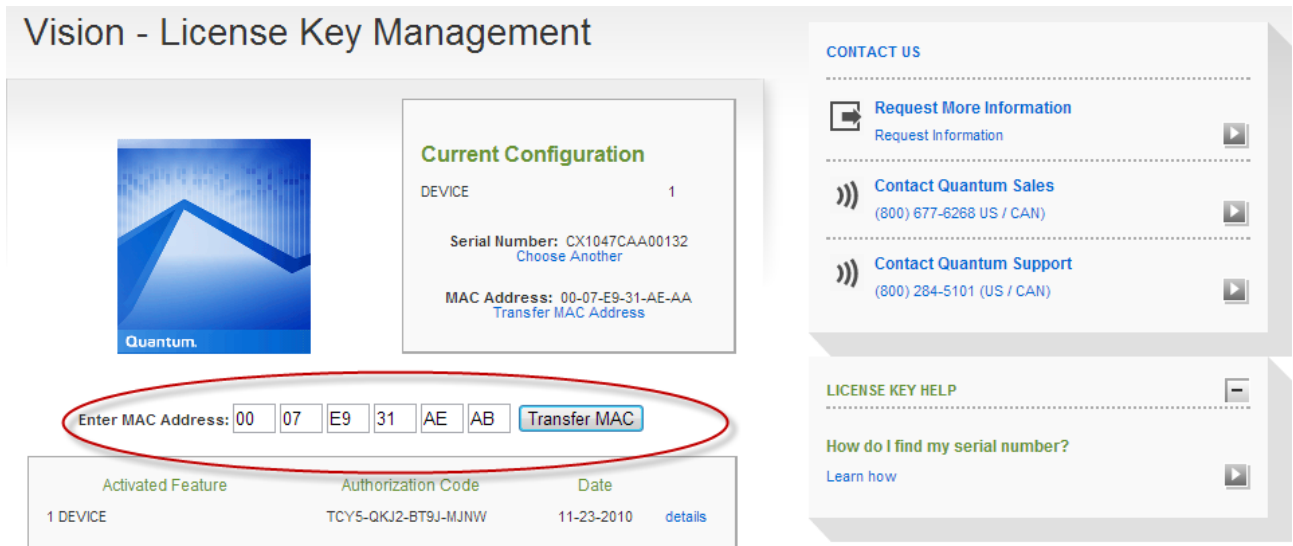 Vision - License Key Management
Quantum.
Current Configuration
DEVICE 1
Serial Number: CX1047CAA00132
Choose Another
MAC Address: 00-07-E9-31-AE-AA
Transfer MAC Address
Enter MAC Address: 00 07 E9 31 AE AB Transfer MAC
Activated Feature Authorization Code Date
1 DEVICE TCY5-QKJ2-BT9J-MJNW 11-23-2010 details
CONTACT US
Request More Information
Request Information
Contact Quantum Sales
(800) 677-6268 US / CAN)
Contact Quantum Support
(800) 284-5101 (US / CAN)
LICENSE KEY HELP
How do I find my serial number?
Learn how